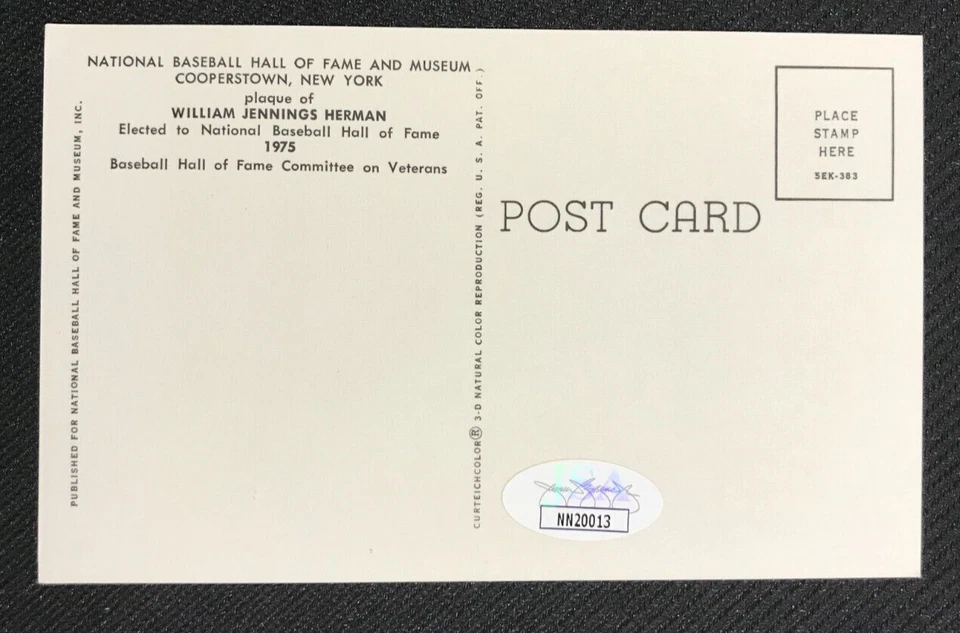 NATIONAL BASEBALL HALL OF FAME AND MUSEUM
COOPERSTOWN, NEW YORK
plaque of
WILLIAM JENNINGS HERMAN
Elected to National Baseball Hall of Fame
1975
Baseball Hall of Fame Committee on Veterans
PUBLISHED FOR NATIONAL BASEBALL HALL OF FAME AND MUSEUM, INC.
CURTEICHCOLOR® 3-D NATURAL COLOR REPRODUCTION (REG. U. S. A. PAT. OFF.)
POST CARD
PLACE
STAMP
HERE
5EK-383
JSA
NN20013